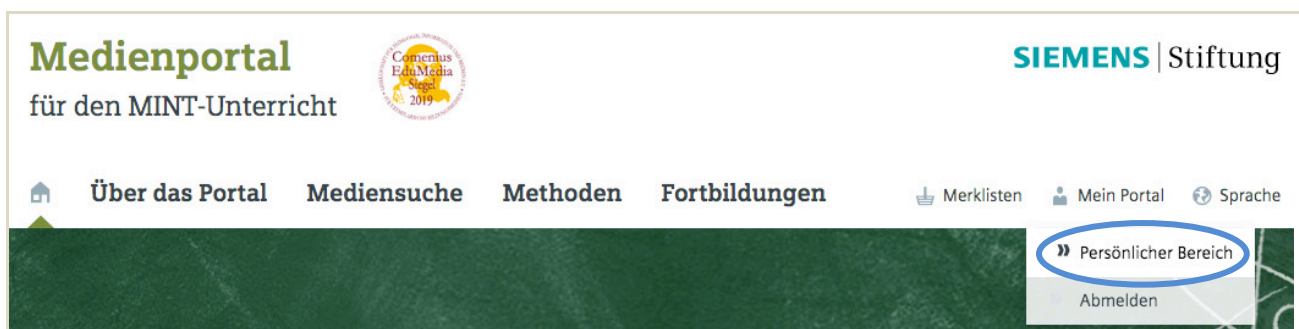 Medienportal
für den MINT-Unterricht
Comenius
EduMedia
Siegel
2019
SIEMENS | Stiftung
Über das Portal Mediensuche Methoden Fortbildungen Merklisten Mein Portal Sprache
» Persönlicher Bereich
Abmelden